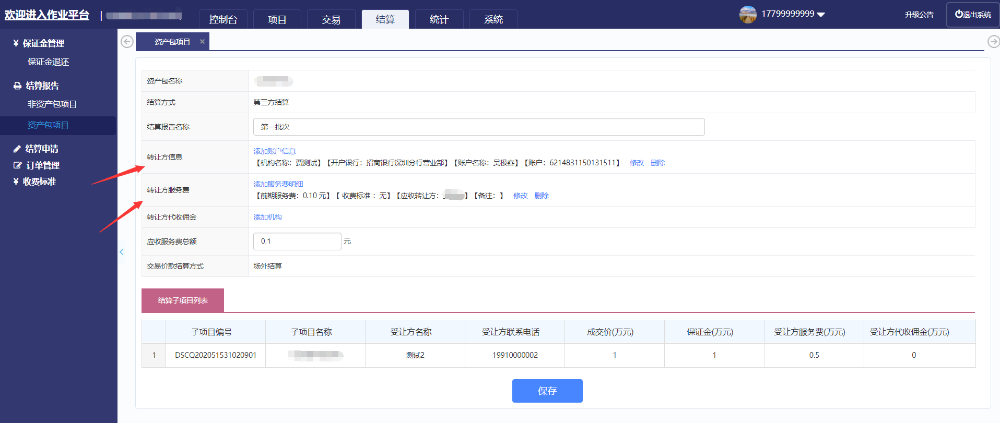 欢迎进入作业平台 |
控制台 项目 交易 结算 统计 系统
17799999999
升级公告
退出系统
¥ 保证金管理
保证金退还
结算报告
非资产包项目
资产包项目
结算申请
订单管理
¥ 收费标准
资产包项目 ×
资产包名称
结算方式 第三方结算
结算报告名称 第一批次
转让方信息
添加账户信息
【机构名称：贾测试】【开户银行：招商银行深圳分行营业部】【账户名称：吴极客】【账户：6214831150131511】 修改 删除
转让方服务费
添加服务费明细
【前期服务费：0.10 元】【 收费标准 ：无】【应收转让方： 】【备注： 】 修改 删除
转让方代收佣金 添加机构
应收服务费总额 0.1 元
交易价款结算方式 场外结算
结算子项目列表
子项目编号 子项目名称 受让方名称 受让方联系电话 成交价(万元) 保证金(万元) 受让方服务费(万元) 受让方代收佣金(万元)
1 DSCQ202051531020901 测试2 19910000002 1 1 0.5 0
保存